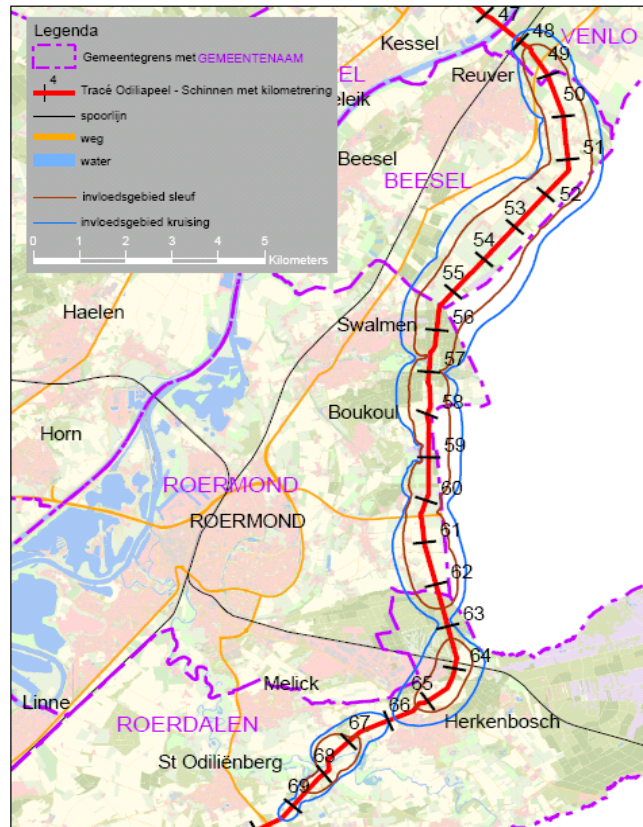 Legenda
4
Gemeentegrens met GEMEENTENAAM
Tracé Odiliapeel - Schinnen met kilometrering
spoorlijn
weg
water
invloedsgebied sleuf
invloedsgebied kruising
0 1 2 3 4 5
Kilometers
47
48
VENLO
Kessel
49
Reuver
EL
50
eleik
51
Beesel
BEESEL
52
53
54
55
Haelen
56
Swalmen
57
58
Boukoul
Horn
59
ROERMOND
60
ROERMOND
61
62
63
64
Melick
65
Linne
66
Herkenbosch
ROERDALEN
67
St Odiliënberg
68
69